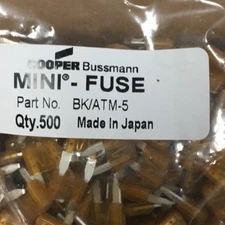 COOPER Bussmann
MINI® - FUSE
Part No. BK/ATM-5
Qty.500 Made in Japan